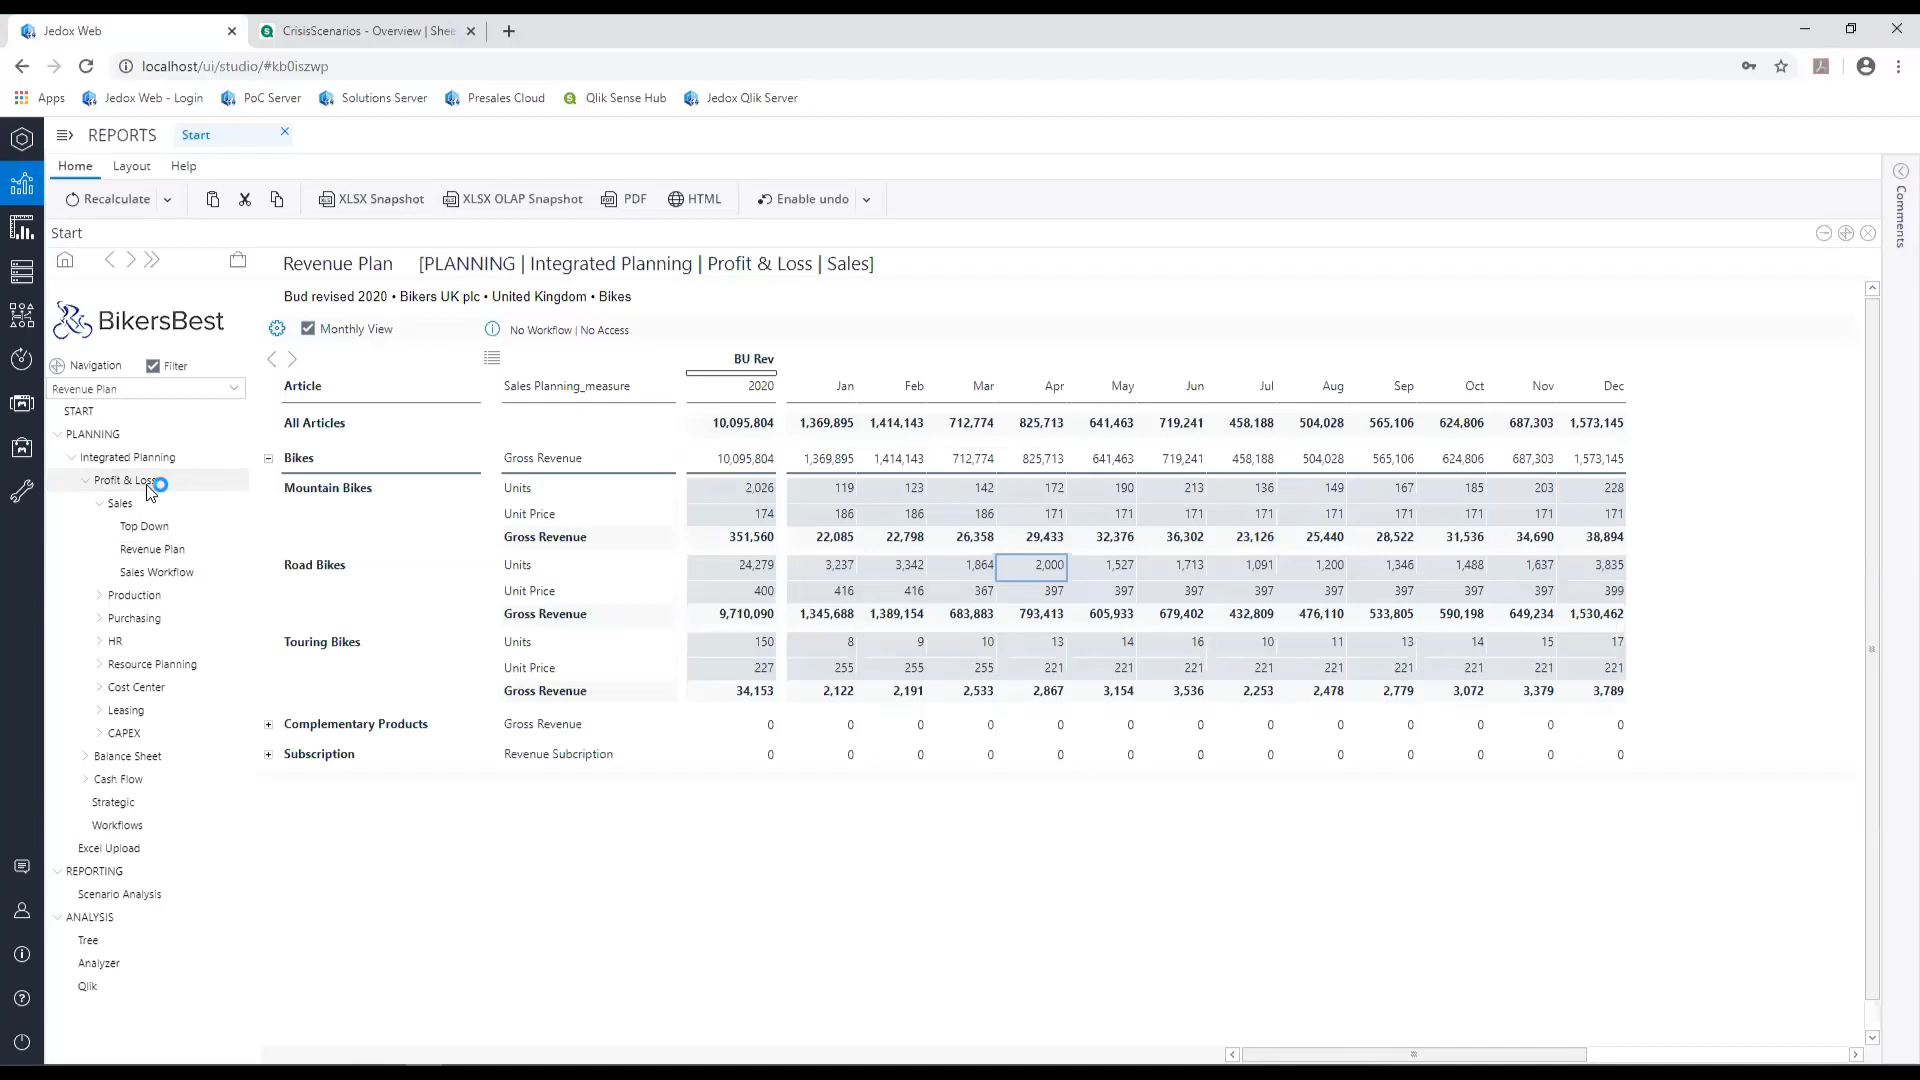 Jedox Web
CrisisScenarios - Overview | Shee
localhost/ui/studio/#kb0iszwp
Apps
Jedox Web - Login
PoC Server
Solutions Server
Presales Cloud
Qlik Sense Hub
Jedox Qlik Server
REPORTS
Start
Home Layout Help
Recalculate
XLSX Snapshot
XLSX OLAP Snapshot
PDF
HTML
Enable undo
Comments
Start
Revenue Plan [PLANNING | Integrated Planning | Profit & Loss | Sales]
Bud revised 2020 • Bikers UK plc • United Kingdom • Bikes
BikersBest
Monthly View
No Workflow | No Access
Navigation
Filter
Revenue Plan
START
PLANNING
Integrated Planning
Profit & Loss
Sales
Top Down
Revenue Plan
Sales Workflow
Production
Purchasing
HR
Resource Planning
Cost Center
Leasing
CAPEX
Balance Sheet
Cash Flow
Strategic
Workflows
Excel Upload
REPORTING
Scenario Analysis
ANALYSIS
Tree
Analyzer
Qlik
BU Rev
Article Sales Planning_measure 2020 Jan Feb Mar Apr May Jun Jul Aug Sep Oct Nov Dec
All Articles 10,095,804 1,369,895 1,414,143 712,774 825,713 641,463 719,241 458,188 504,028 565,106 624,806 687,303 1,573,145
Bikes Gross Revenue 10,095,804 1,369,895 1,414,143 712,774 825,713 641,463 719,241 458,188 504,028 565,106 624,806 687,303 1,573,145
Mountain Bikes Units 2,026 119 123 142 172 190 213 136 149 167 185 203 228
Unit Price 174 186 186 186 171 171 171 171 171 171 171 171 171
Gross Revenue 351,560 22,085 22,798 26,358 29,433 32,376 36,302 23,126 25,440 28,522 31,536 34,690 38,894
Road Bikes Units 24,279 3,237 3,342 1,864 2,000 1,527 1,713 1,091 1,200 1,346 1,488 1,637 3,835
Unit Price 400 416 416 367 397 397 397 397 397 397 397 397 399
Gross Revenue 9,710,090 1,345,688 1,389,154 683,883 793,413 605,933 679,402 432,809 476,110 533,805 590,198 649,234 1,530,462
Touring Bikes Units 150 8 9 10 13 14 16 10 11 13 14 15 17
Unit Price 227 255 255 255 221 221 221 221 221 221 221 221 221
Gross Revenue 34,153 2,122 2,191 2,533 2,867 3,154 3,536 2,253 2,478 2,779 3,072 3,379 3,789
Complementary Products Gross Revenue 0 0 0 0 0 0 0 0 0 0 0 0 0
Subscription Revenue Subcription 0 0 0 0 0 0 0 0 0 0 0 0 0